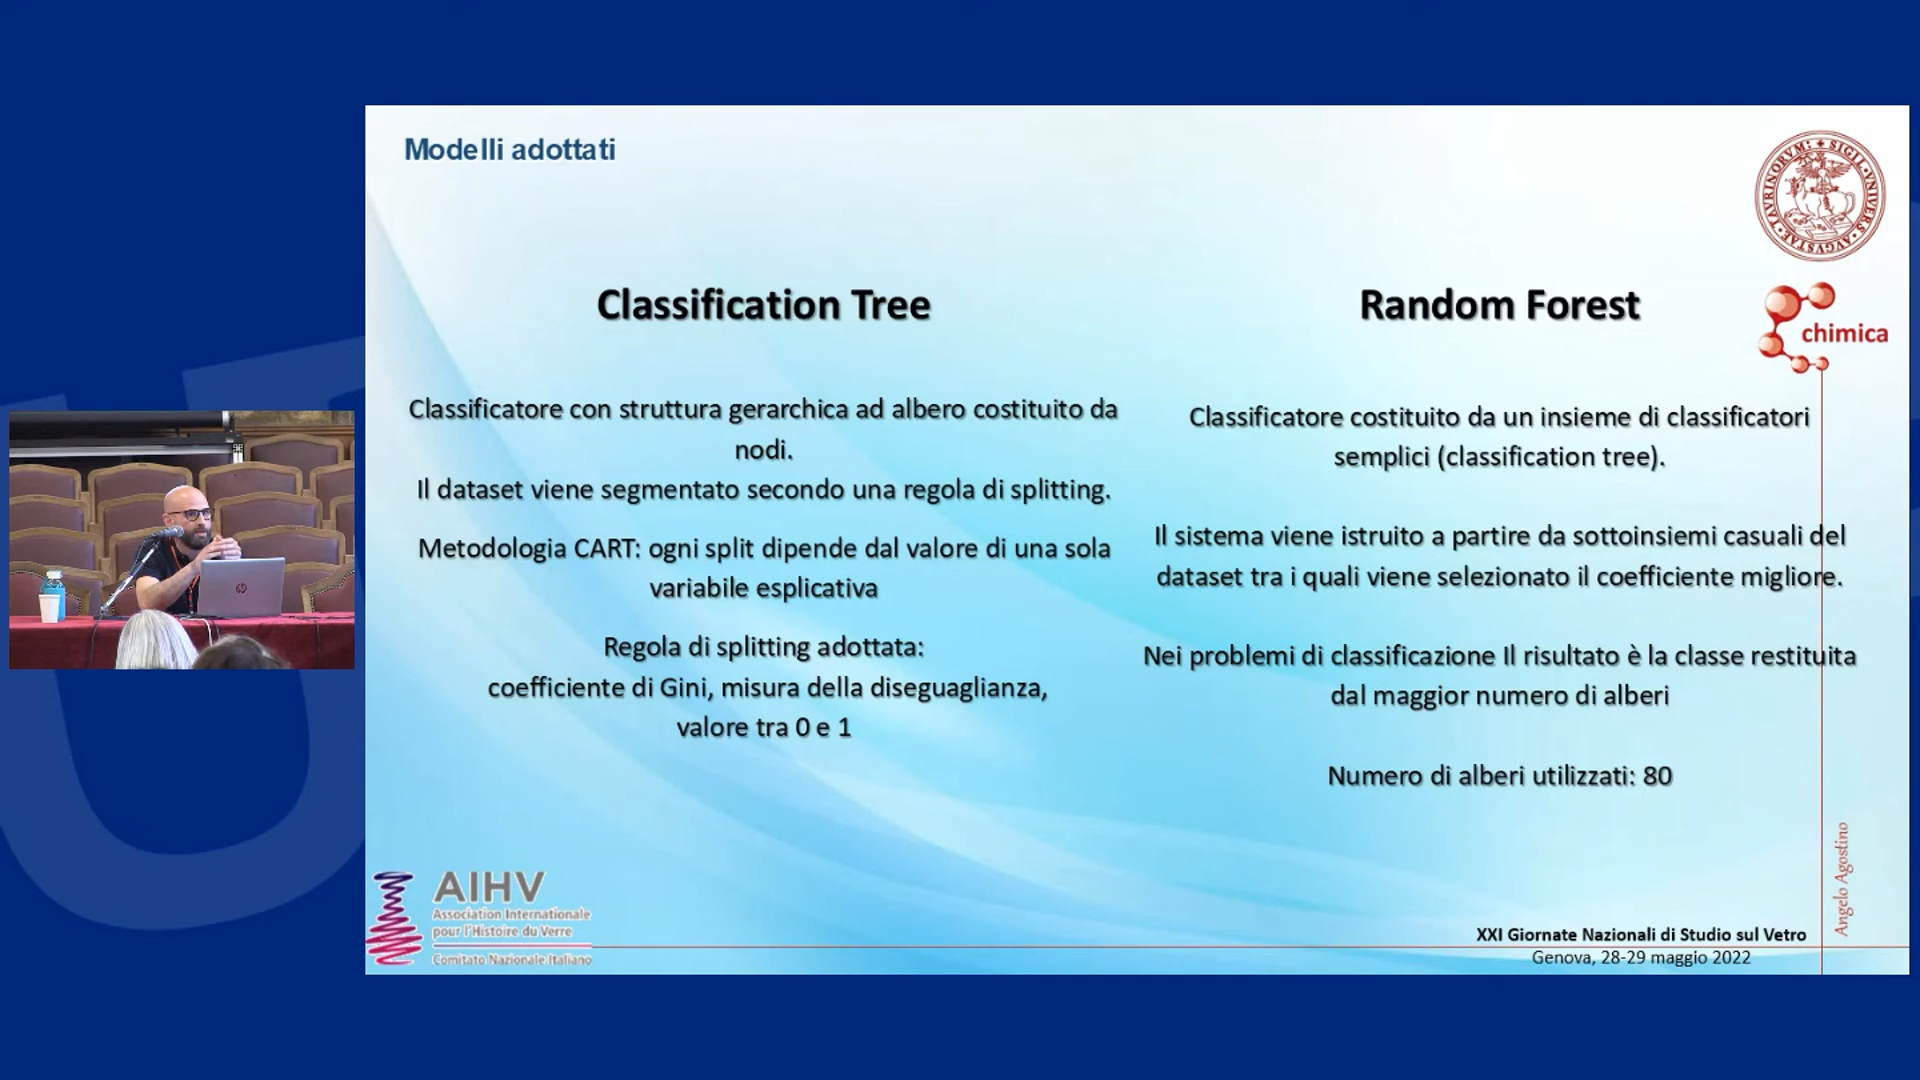 Modelli adottati
Classification Tree
Classificatore con struttura gerarchica ad albero costituito da
nodi.
Il dataset viene segmentato secondo una regola di splitting.
Metodologia CART: ogni split dipende dal valore di una sola
variabile esplicativa
Regola di splitting adottata:
coefficiente di Gini, misura della diseguaglianza,
valore tra 0 e 1
Random Forest
Classificatore costituito da un insieme di classificatori
semplici (classification tree).
Il sistema viene istruito a partire da sottoinsiemi casuali del
dataset tra i quali viene selezionato il coefficiente migliore.
Nei problemi di classificazione Il risultato è la classe restituita
dal maggior numero di alberi
Numero di alberi utilizzati: 80
SIGIL·VNIVERS·AVGVSTAE·TAVRINORVM:
chimica
Angelo Agostino
AIHV
Association Internationale
pour l'Histoire du Verre
Comitato Nazionale Italiano
XXI Giornate Nazionali di Studio sul Vetro
Genova, 28-29 maggio 2022
hp